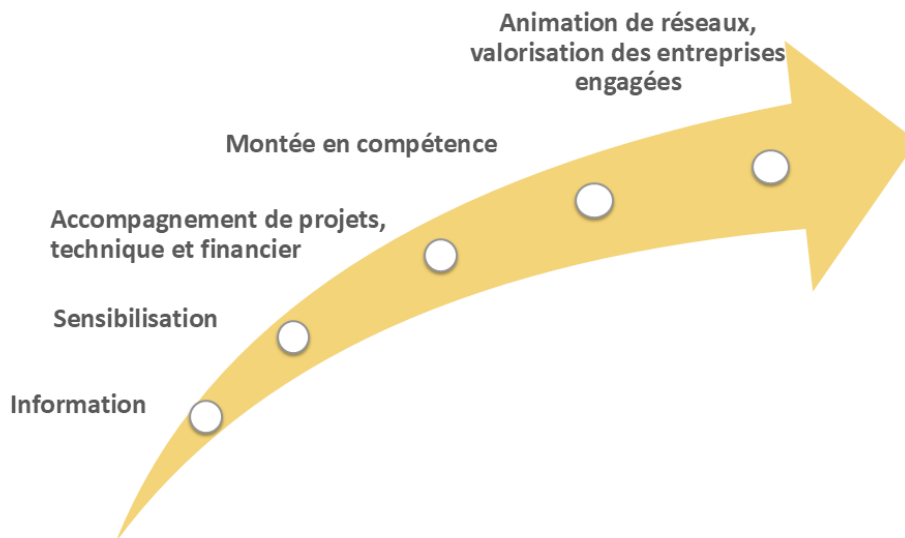 Animation de réseaux,
valorisation des entreprises
engagées
Montée en compétence
Accompagnement de projets,
technique et financier
Sensibilisation
Information